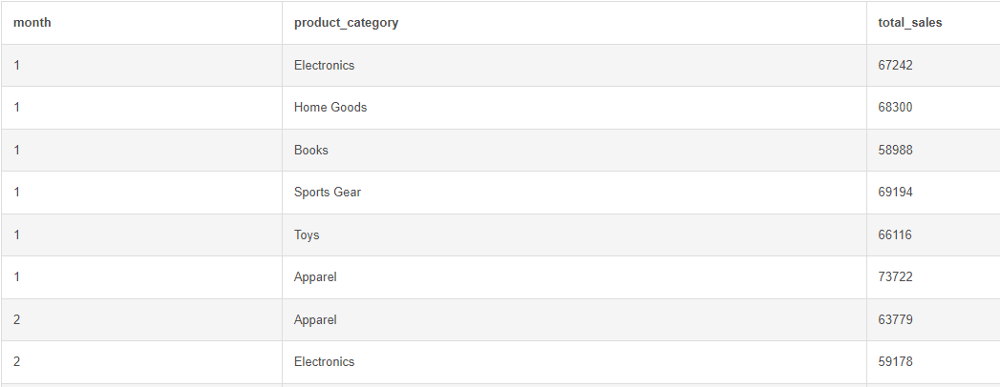 month product_category total_sales
1 Electronics 67242
1 Home Goods 68300
1 Books 58988
1 Sports Gear 69194
1 Toys 66116
1 Apparel 73722
2 Apparel 63779
2 Electronics 59178